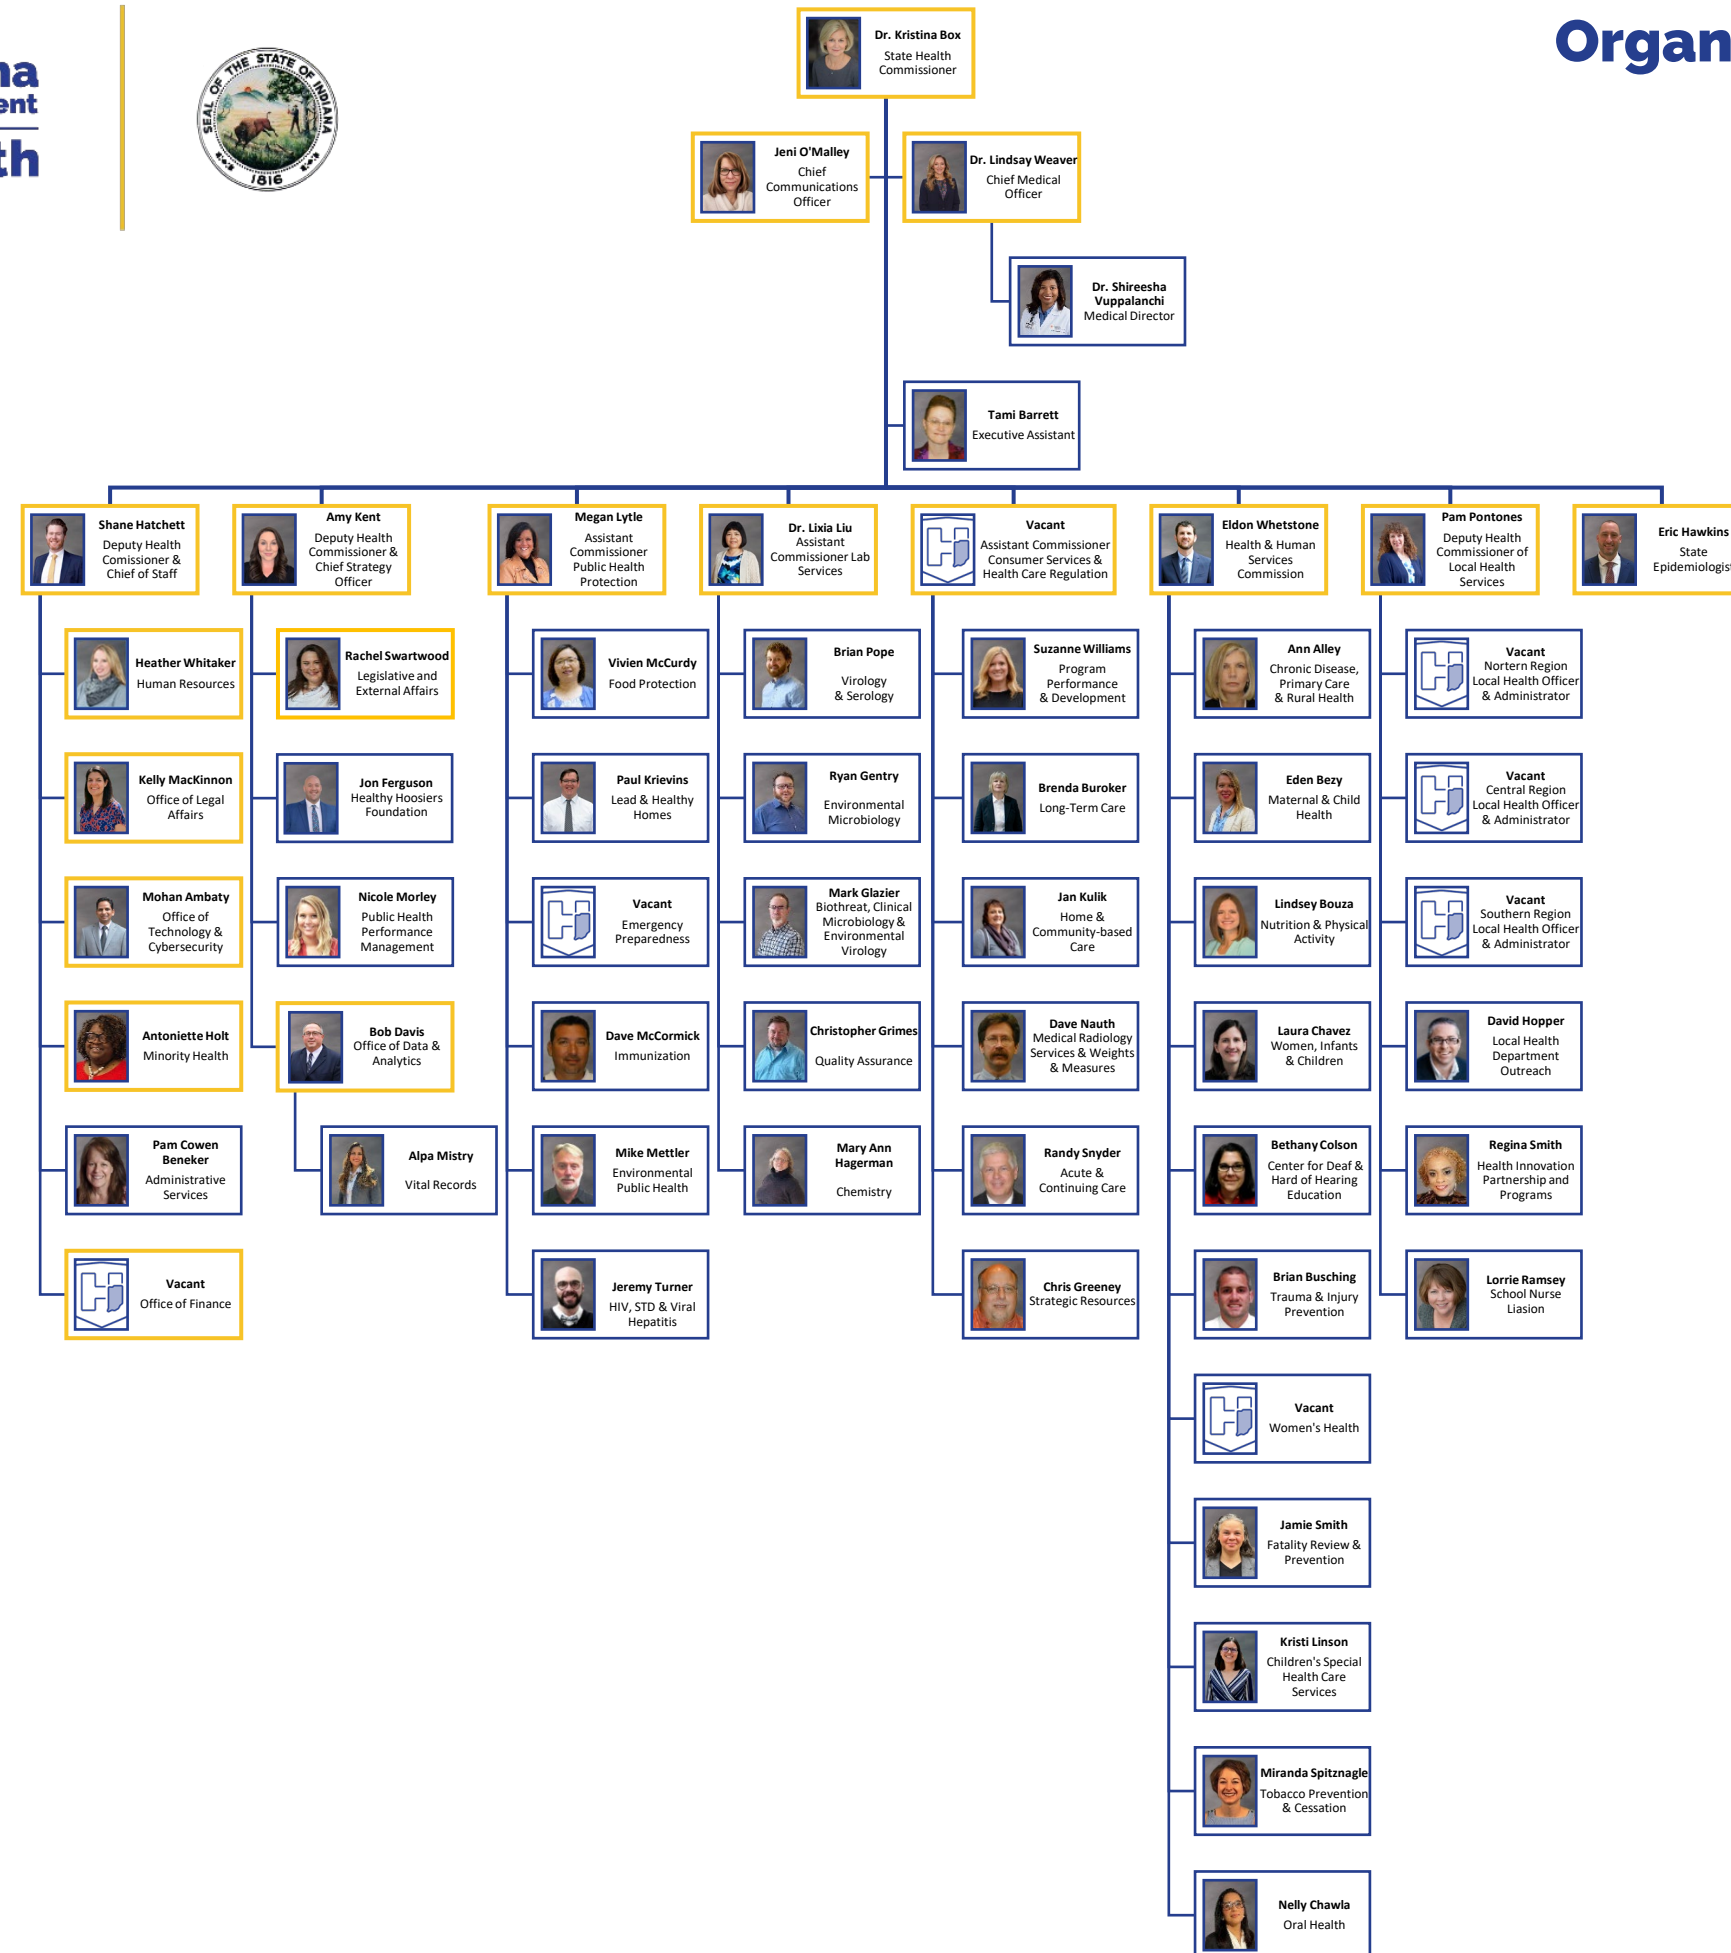 na
ent
th
SEAL OF THE STATE OF INDIANA
1816
Organ
Dr. Kristina Box
State Health
Commissioner
Jeni O'Malley
Chief
Communications
Officer
Dr. Lindsay Weaver
Chief Medical
Officer
Dr. Shireesha
Vuppalanchi
Medical Director
Tami Barrett
Executive Assistant
Shane Hatchett
Deputy Health
Comissioner &
Chief of Staff
Amy Kent
Deputy Health
Commissioner &
Chief Strategy
Officer
Megan Lytle
Assistant
Commissioner
Public Health
Protection
Dr. Lixia Liu
Assistant
Commissioner Lab
Services
Vacant
Assistant Commissioner
Consumer Services &
Health Care Regulation
Eldon Whetstone
Health & Human
Services
Commission
Pam Pontones
Deputy Health
Commissioner of
Local Health
Services
Eric Hawkins
State
Epidemiologist
Heather Whitaker
Human Resources
Rachel Swartwood
Legislative and
External Affairs
Vivien McCurdy
Food Protection
Brian Pope
Virology
& Serology
Suzanne Williams
Program
Performance
& Development
Ann Alley
Chronic Disease,
Primary Care
& Rural Health
Vacant
Nortern Region
Local Health Officer
& Administrator
Kelly MacKinnon
Office of Legal
Affairs
Jon Ferguson
Healthy Hoosiers
Foundation
Paul Krievins
Lead & Healthy
Homes
Ryan Gentry
Environmental
Microbiology
Brenda Buroker
Long-Term Care
Eden Bezy
Maternal & Child
Health
Vacant
Central Region
Local Health Officer
& Administrator
Mohan Ambaty
Office of
Technology &
Cybersecurity
Nicole Morley
Public Health
Performance
Management
Vacant
Emergency
Preparedness
Mark Glazier
Biothreat, Clinical
Microbiology &
Environmental
Virology
Jan Kulik
Home &
Community-based
Care
Lindsey Bouza
Nutrition & Physical
Activity
Vacant
Southern Region
Local Health Officer
& Administrator
Antoniette Holt
Minority Health
Bob Davis
Office of Data &
Analytics
Dave McCormick
Immunization
Christopher Grimes
Quality Assurance
Dave Nauth
Medical Radiology
Services & Weights
& Measures
Laura Chavez
Women, Infants
& Children
David Hopper
Local Health
Department
Outreach
Pam Cowen
Beneker
Administrative
Services
Alpa Mistry
Vital Records
Mike Mettler
Environmental
Public Health
Mary Ann
Hagerman
Chemistry
Randy Snyder
Acute &
Continuing Care
Bethany Colson
Center for Deaf &
Hard of Hearing
Education
Regina Smith
Health Innovation
Partnership and
Programs
Vacant
Office of Finance
Jeremy Turner
HIV, STD & Viral
Hepatitis
Chris Greeney
Strategic Resources
Brian Busching
Trauma & Injury
Prevention
Lorrie Ramsey
School Nurse
Liasion
Vacant
Women's Health
Jamie Smith
Fatality Review &
Prevention
Kristi Linson
Children's Special
Health Care
Services
Miranda Spitznagle
Tobacco Prevention
& Cessation
Nelly Chawla
Oral Health